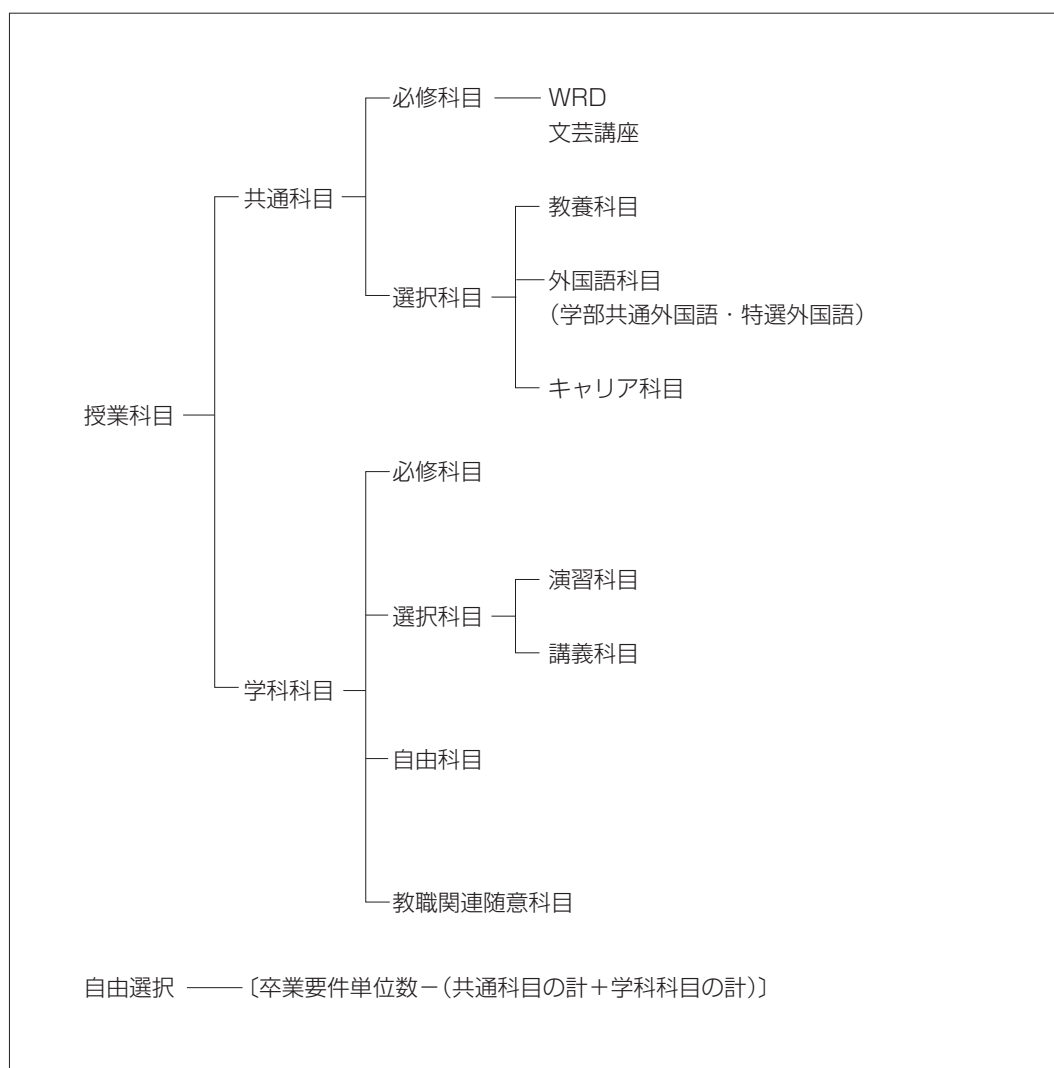 授業科目
共通科目
必修科目
WRD
文芸講座
選択科目
教養科目
外国語科目
（学部共通外国語・特選外国語）
キャリア科目
学科科目
必修科目
選択科目
演習科目
講義科目
自由科目
教職関連随意科目
自由選択 〔卒業要件単位数－（共通科目の計＋学科科目の計）〕